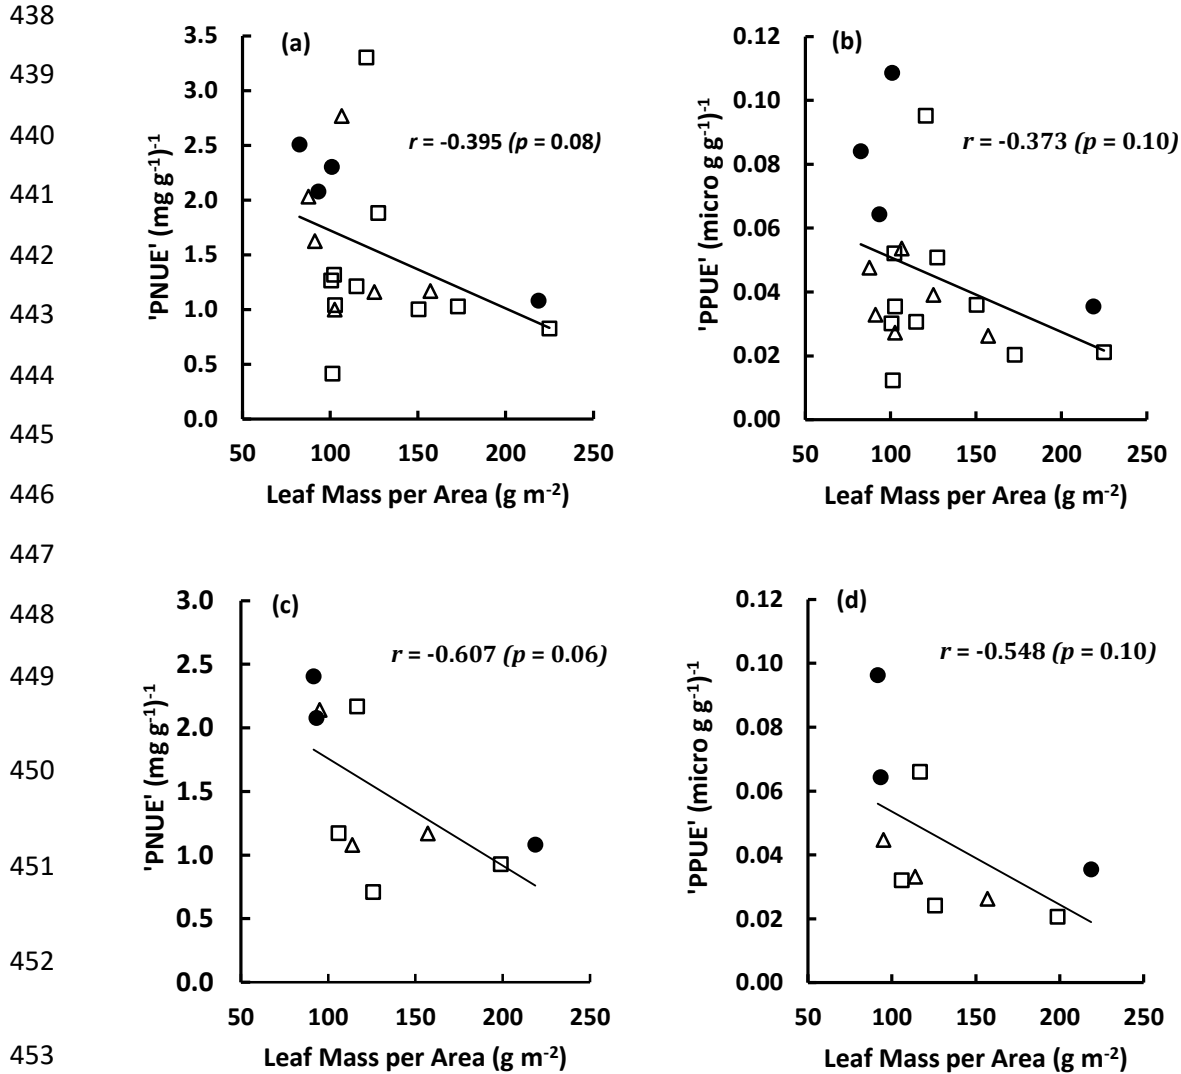 438
439
440
441
442
443
444
445
446
447
448
449
450
451
452
453
(a)
r = -0.395 (p = 0.08)
'PNUE' (mg g-1)-1
3.5
3.0
2.5
2.0
1.5
1.0
0.5
0.0
50 100 150 200 250
Leaf Mass per Area (g m-2)
(b)
r = -0.373 (p = 0.10)
'PPUE' (micro g g-1)-1
0.12
0.10
0.08
0.06
0.04
0.02
0.00
50 100 150 200 250
Leaf Mass per Area (g m-2)
(c)
r = -0.607 (p = 0.06)
'PNUE' (mg g-1)-1
3.0
2.5
2.0
1.5
1.0
0.5
0.0
50 100 150 200 250
Leaf Mass per Area (g m-2)
(d)
r = -0.548 (p = 0.10)
'PPUE' (micro g g-1)-1
0.12
0.10
0.08
0.06
0.04
0.02
0.00
50 100 150 200 250
Leaf Mass per Area (g m-2)